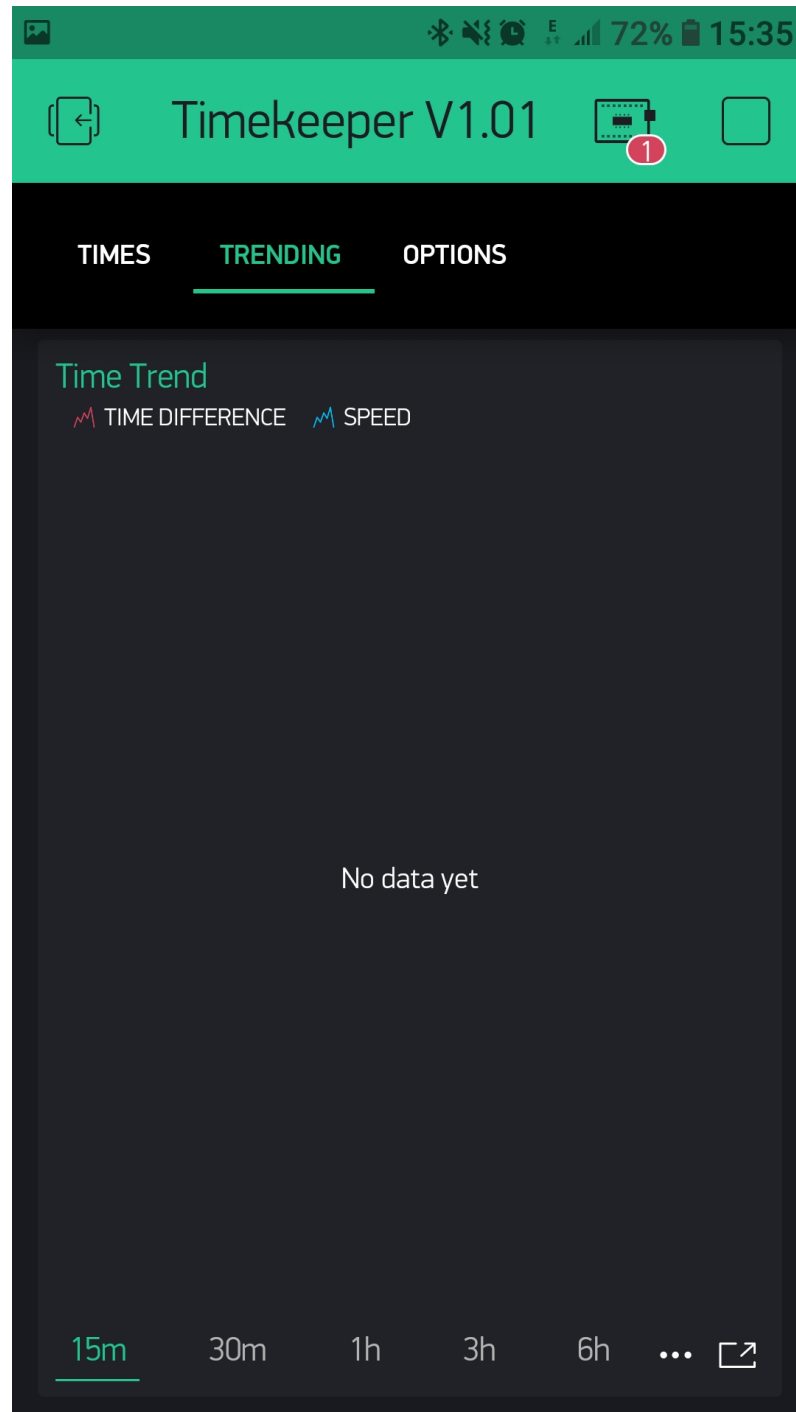 E 72% 15:35
Timekeeper V1.01
1
TIMES TRENDING OPTIONS
Time Trend
TIME DIFFERENCE SPEED
No data yet
15m 30m 1h 3h 6h ...